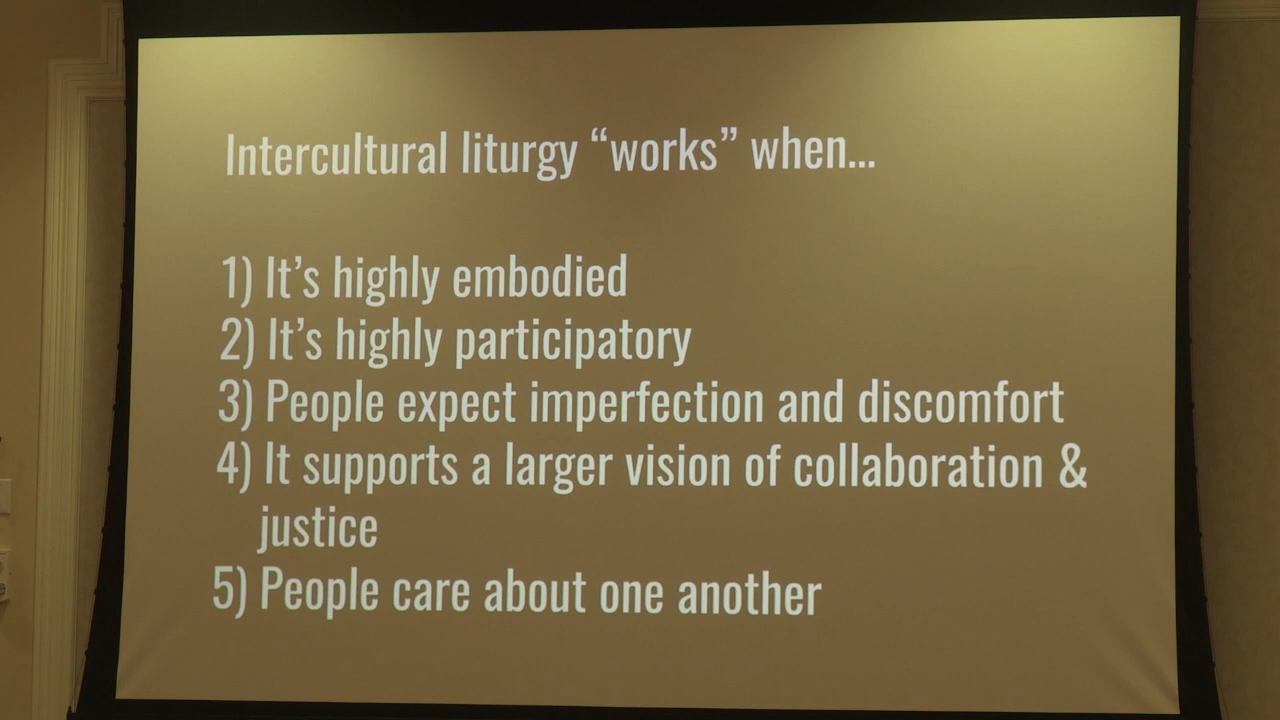 Intercultural liturgy “works” when...
1) It’s highly embodied
2) It’s highly participatory
3) People expect imperfection and discomfort
4) It supports a larger vision of collaboration &
justice
5) People care about one another